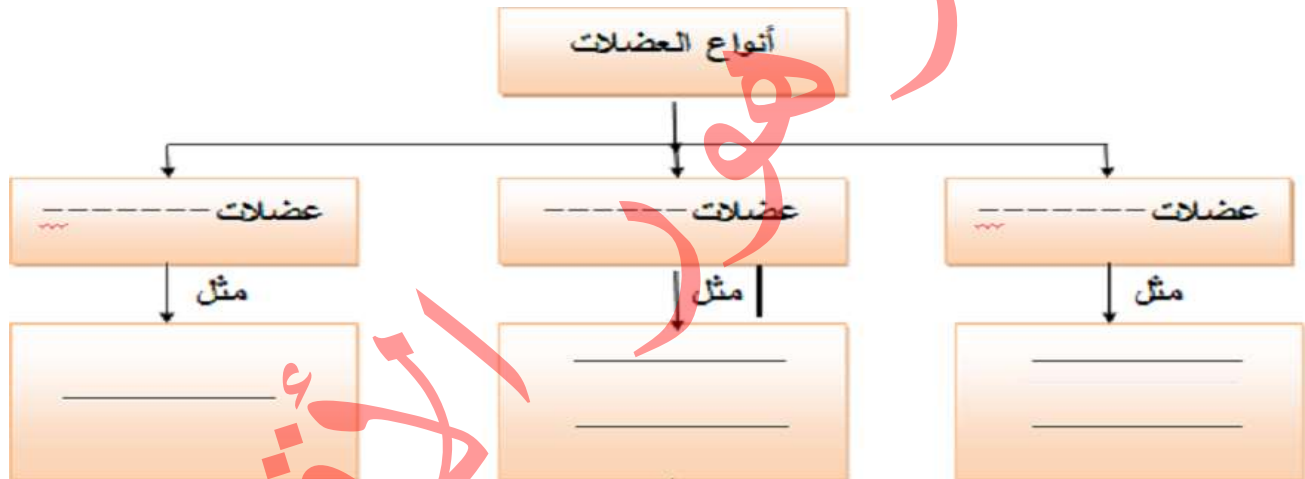 أنواع العضلات
عضلات -------- عضلات ------- عضلات --------
مثل مثل مثل